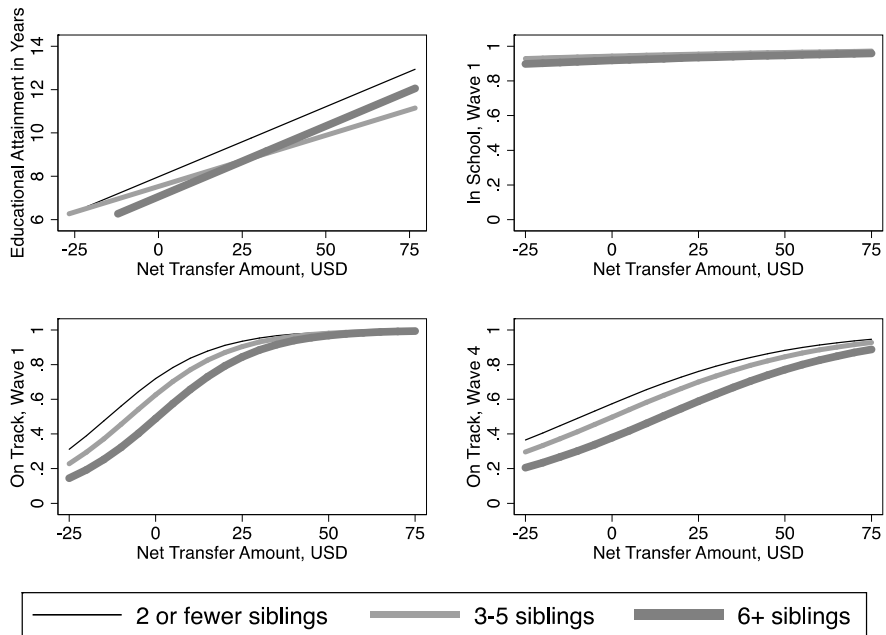 Educational Attainment in Years
14
12
10
8
6
-25 0 25 50 75
Net Transfer Amount, USD
In School, Wave 1
1
.8
.6
.4
.2
0
-25 0 25 50 75
Net Transfer Amount, USD
On Track, Wave 1
1
.8
.6
.4
.2
0
-25 0 25 50 75
Net Transfer Amount, USD
On Track, Wave 4
1
.8
.6
.4
.2
0
-25 0 25 50 75
Net Transfer Amount, USD
2 or fewer siblings 3-5 siblings 6+ siblings